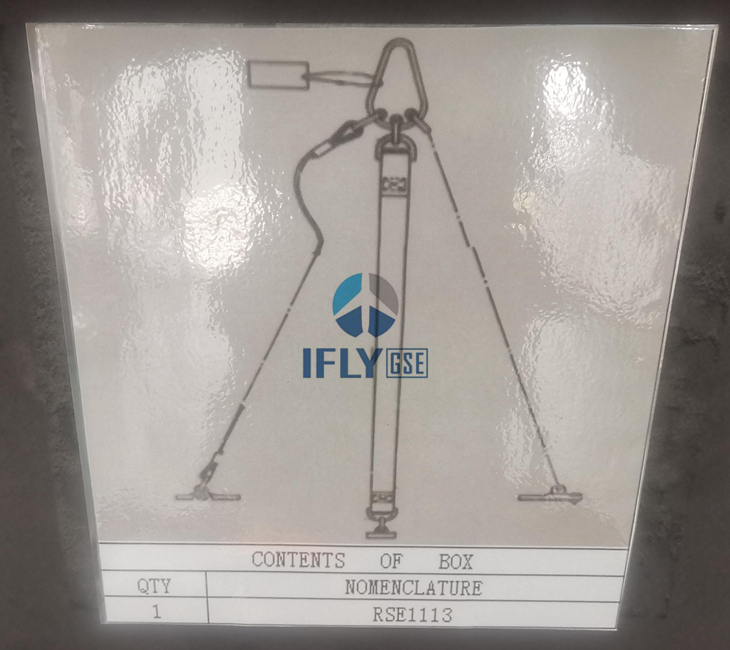 IFLY GSE
CONTENTS OF BOX
QTY NOMENCLATURE
1 RSE1113